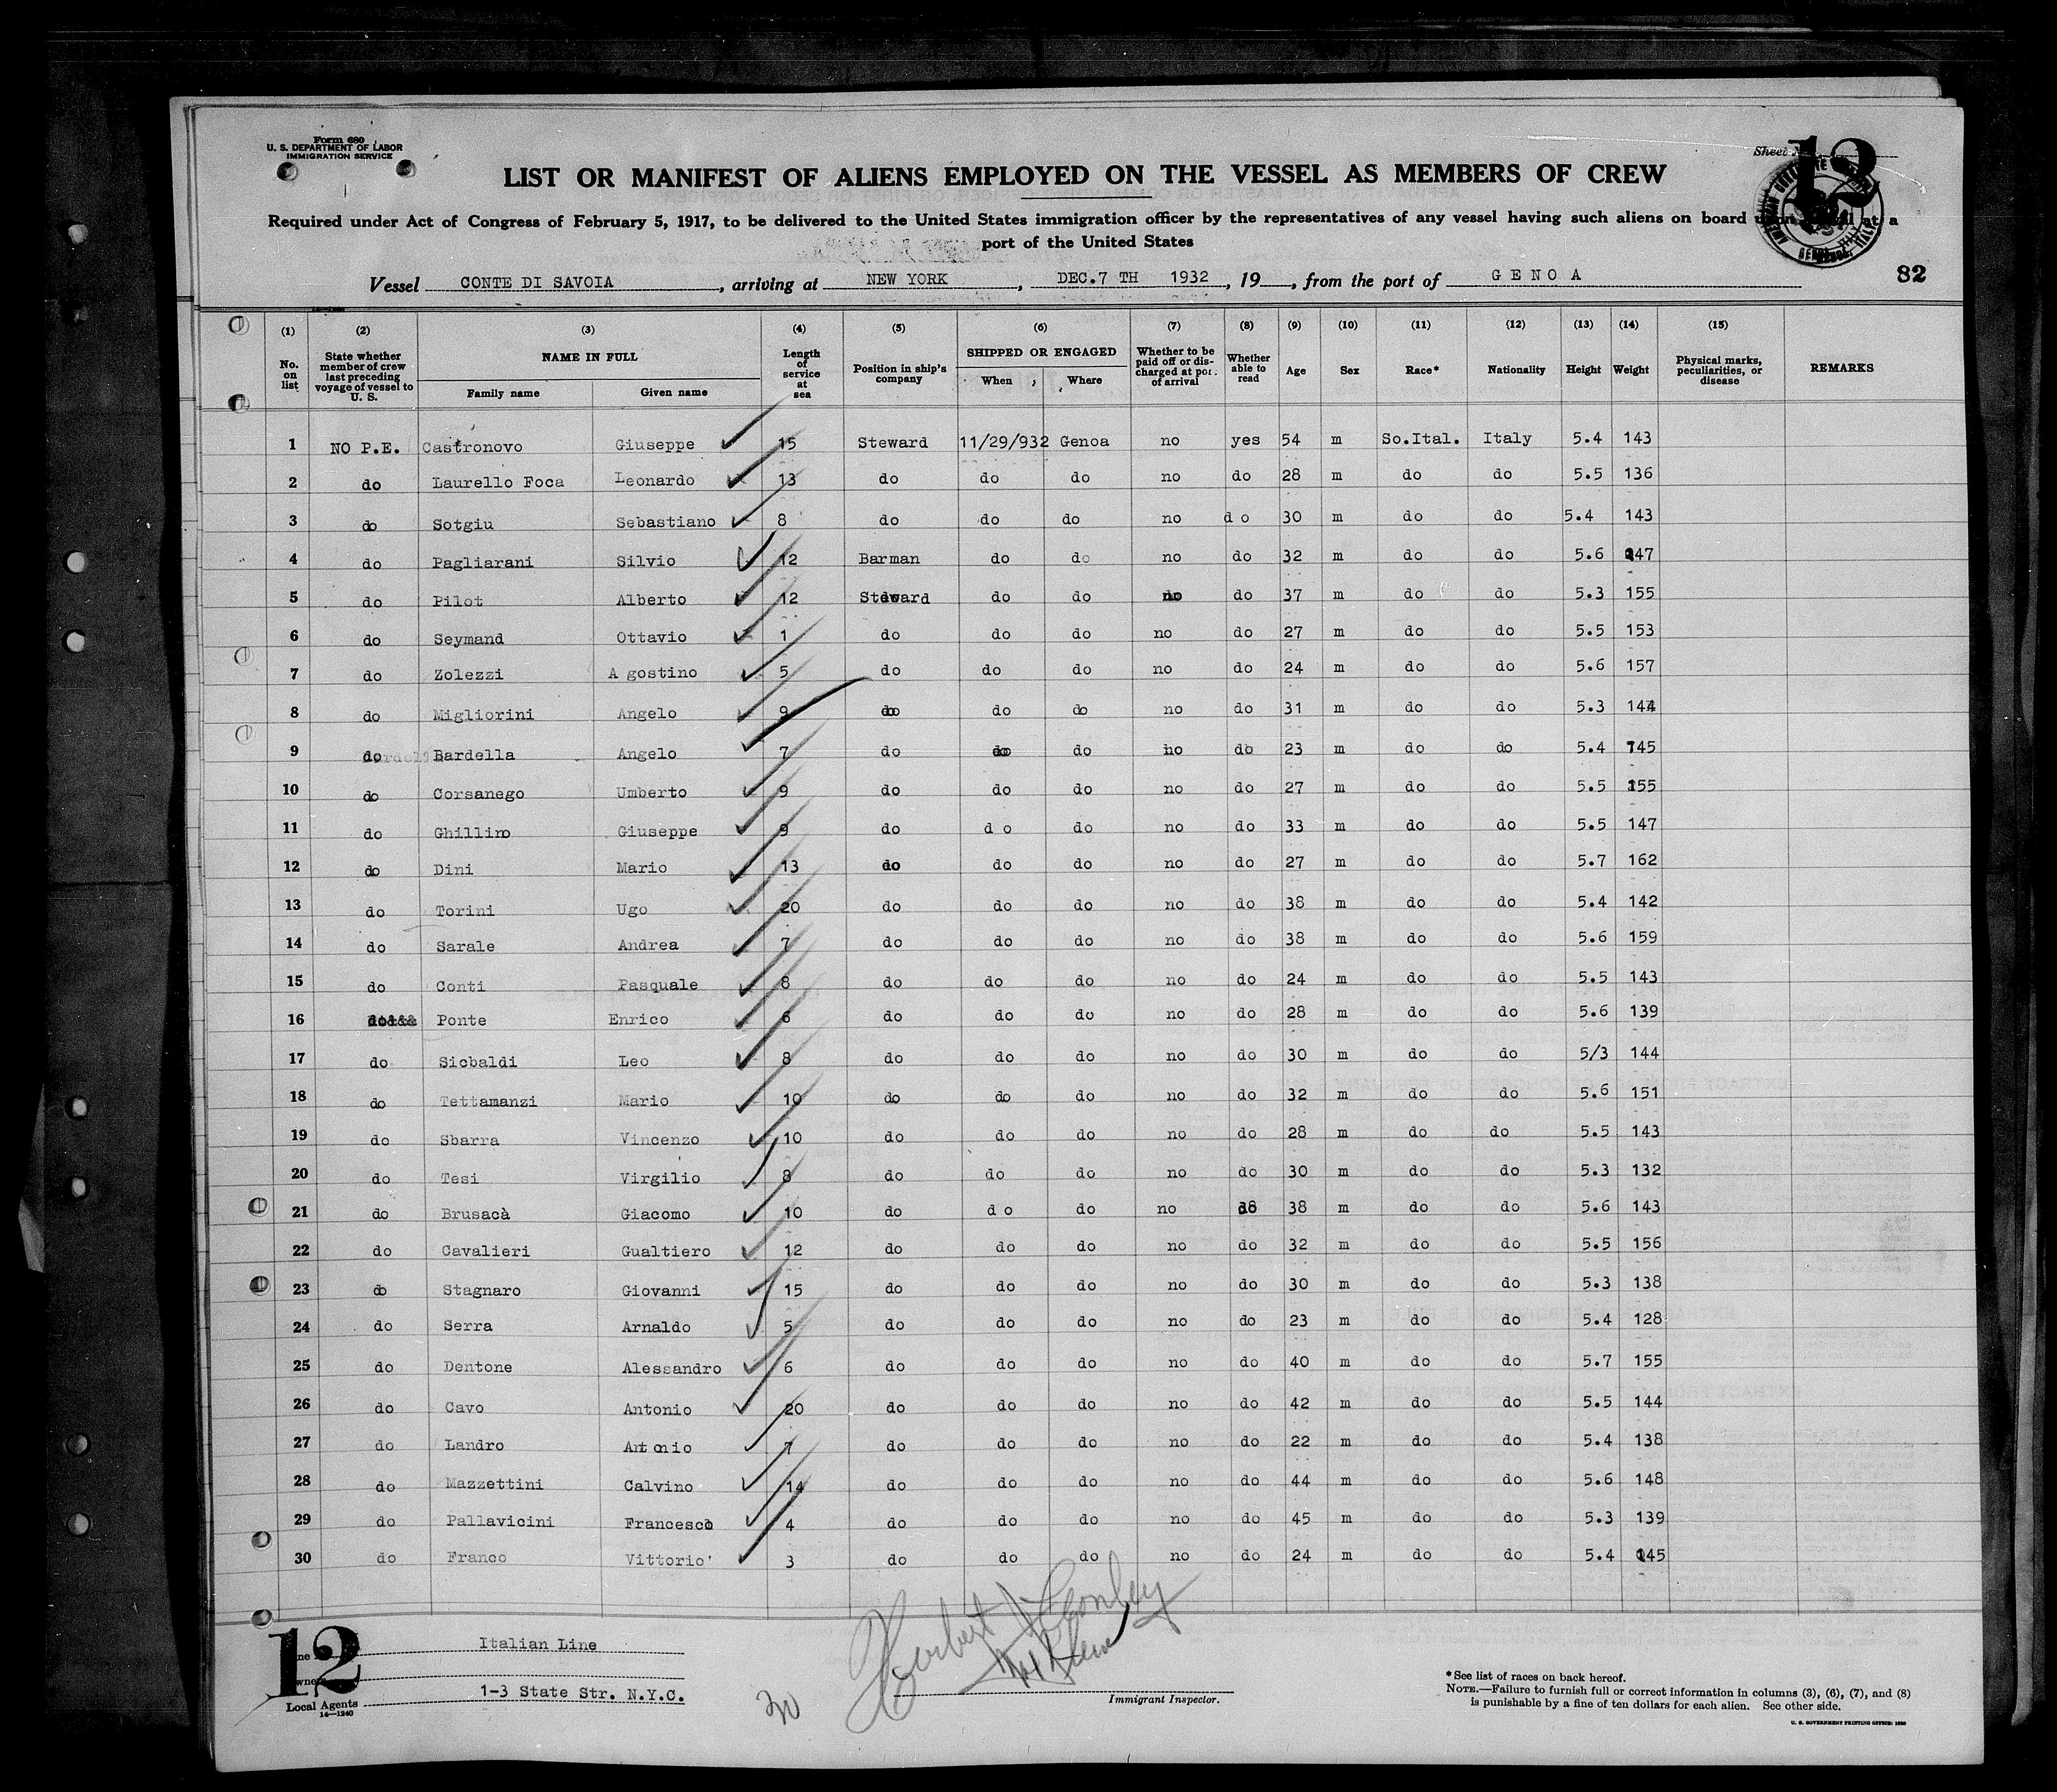 Form 680
U. S. DEPARTMENT OF LABOR
IMMIGRATION SERVICE
Sheet
12
LIST OR MANIFEST OF ALIENS EMPLOYED ON THE VESSEL AS MEMBERS OF CREW
Required under Act of Congress of February 5, 1917, to be delivered to the United States immigration officer by the representatives of any vessel having such aliens on board at a
port of the United States
Vessel CONTE DI SAVOIA, arriving at NEW YORK, DEC.7 TH 1932, 19, from the port of GENOA
82
(1) (2) (3) (4) (5) (6) (7) (8) (9) (10) (11) (12) (13) (14) (15)
No. on list State whether member of crew last preceding voyage of vessel to U. S. NAME IN FULL Family name Given name Length of service at sea Position in ship's company SHIPPED OR ENGAGED When Where Whether to be paid off or discharged at port of arrival Whether able to read Age Sex Race* Nationality Height Weight Physical marks, peculiarities, or disease REMARKS
1 NO P.E. Castronovo Giuseppe 15 Steward 11/29/932 Genoa no yes 54 m So.Ital. Italy 5.4 143
2 do Laurello Foca Leonardo 13 do do do no do 28 m do do 5.5 136
3 do Sotgiu Sebastiano 8 do do do no do 30 m do do 5.4 143
4 do Pagliarani Silvio 12 Barman do do no do 32 m do do 5.6 147
5 do Pilot Alberto 12 Steward do do no do 37 m do do 5.3 155
6 do Seymand Ottavio 1 do do do no do 27 m do do 5.5 153
7 do Zolezzi Agostino 5 do do do no do 24 m do do 5.6 157
8 do Migliorini Angelo 9 do do do no do 31 m do do 5.3 144
9 do Bardella Angelo 7 do do do no do 23 m do do 5.4 145
10 do Corsanego Umberto 9 do do do no do 27 m do do 5.5 155
11 do Ghillino Giuseppe 9 do do do no do 33 m do do 5.5 147
12 do Dini Mario 13 do do do no do 27 m do do 5.7 162
13 do Torini Ugo 20 do do do no do 38 m do do 5.4 142
14 do Sarale Andrea 7 do do do no do 38 m do do 5.6 159
15 do Conti Pasquale 8 do do do no do 24 m do do 5.5 143
16 do Ponte Enrico 6 do do do no do 28 m do do 5.6 139
17 do Sicbaldi Leo 8 do do do no do 30 m do do 5/3 144
18 do Tettamanzi Mario 10 do do do no do 32 m do do 5.6 151
19 do Sbarra Vincenzo 10 do do do no do 28 m do do 5.5 143
20 do Tesi Virgilio 8 do do do no do 30 m do do 5.3 132
21 do Brusacà Giacomo 10 do do do no do 38 m do do 5.6 143
22 do Cavalieri Gualtiero 12 do do do no do 32 m do do 5.5 156
23 do Stagnaro Giovanni 15 do do do no do 30 m do do 5.3 138
24 do Serra Arnaldo 5 do do do no do 23 m do do 5.4 128
25 do Dentone Alessandro 6 do do do no do 40 m do do 5.7 155
26 do Cavo Antonio 20 do do do no do 42 m do do 5.5 144
27 do Landro Antonio 7 do do do no do 22 m do do 5.4 138
28 do Mazzettini Calvino 14 do do do no do 44 m do do 5.6 148
29 do Pallavicini Francesco 4 do do do no do 45 m do do 5.3 139
30 do Franco Vittorio' 3 do do do no do 24 m do do 5.4 145
12
Italian Line
Local Agents 1-3 State Str. N.Y.C.
14—1240
30
Immigrant Inspector.
*See list of races on back hereof.
NOTE.—Failure to furnish full or correct information in columns (3), (6), (7), and (8)
is punishable by a fine of ten dollars for each alien. See other side.
U. S. GOVERNMENT PRINTING OFFICE: 1930